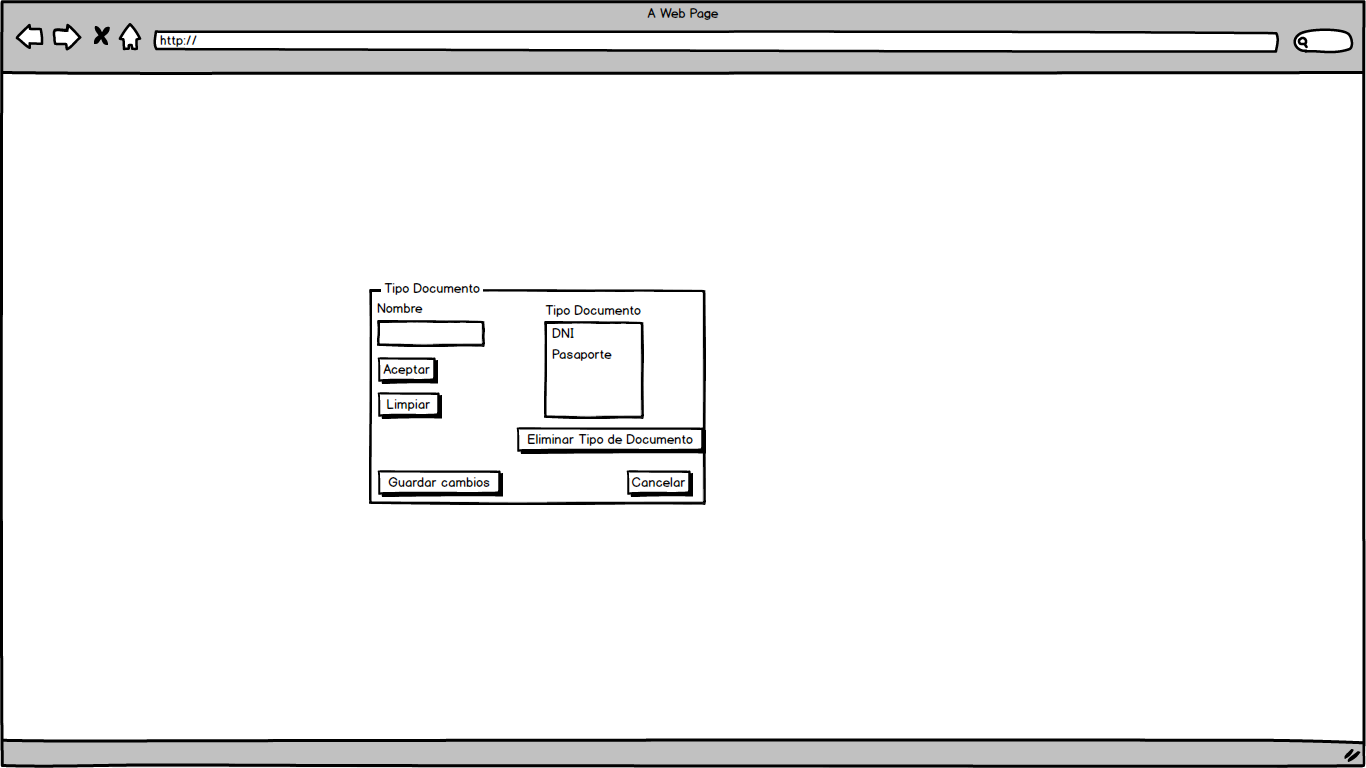 A Web Page
http://
Tipo Documento
Nombre
Tipo Documento
DNI
Pasaporte
Aceptar
Limpiar
Eliminar Tipo de Documento
Guardar cambios
Cancelar